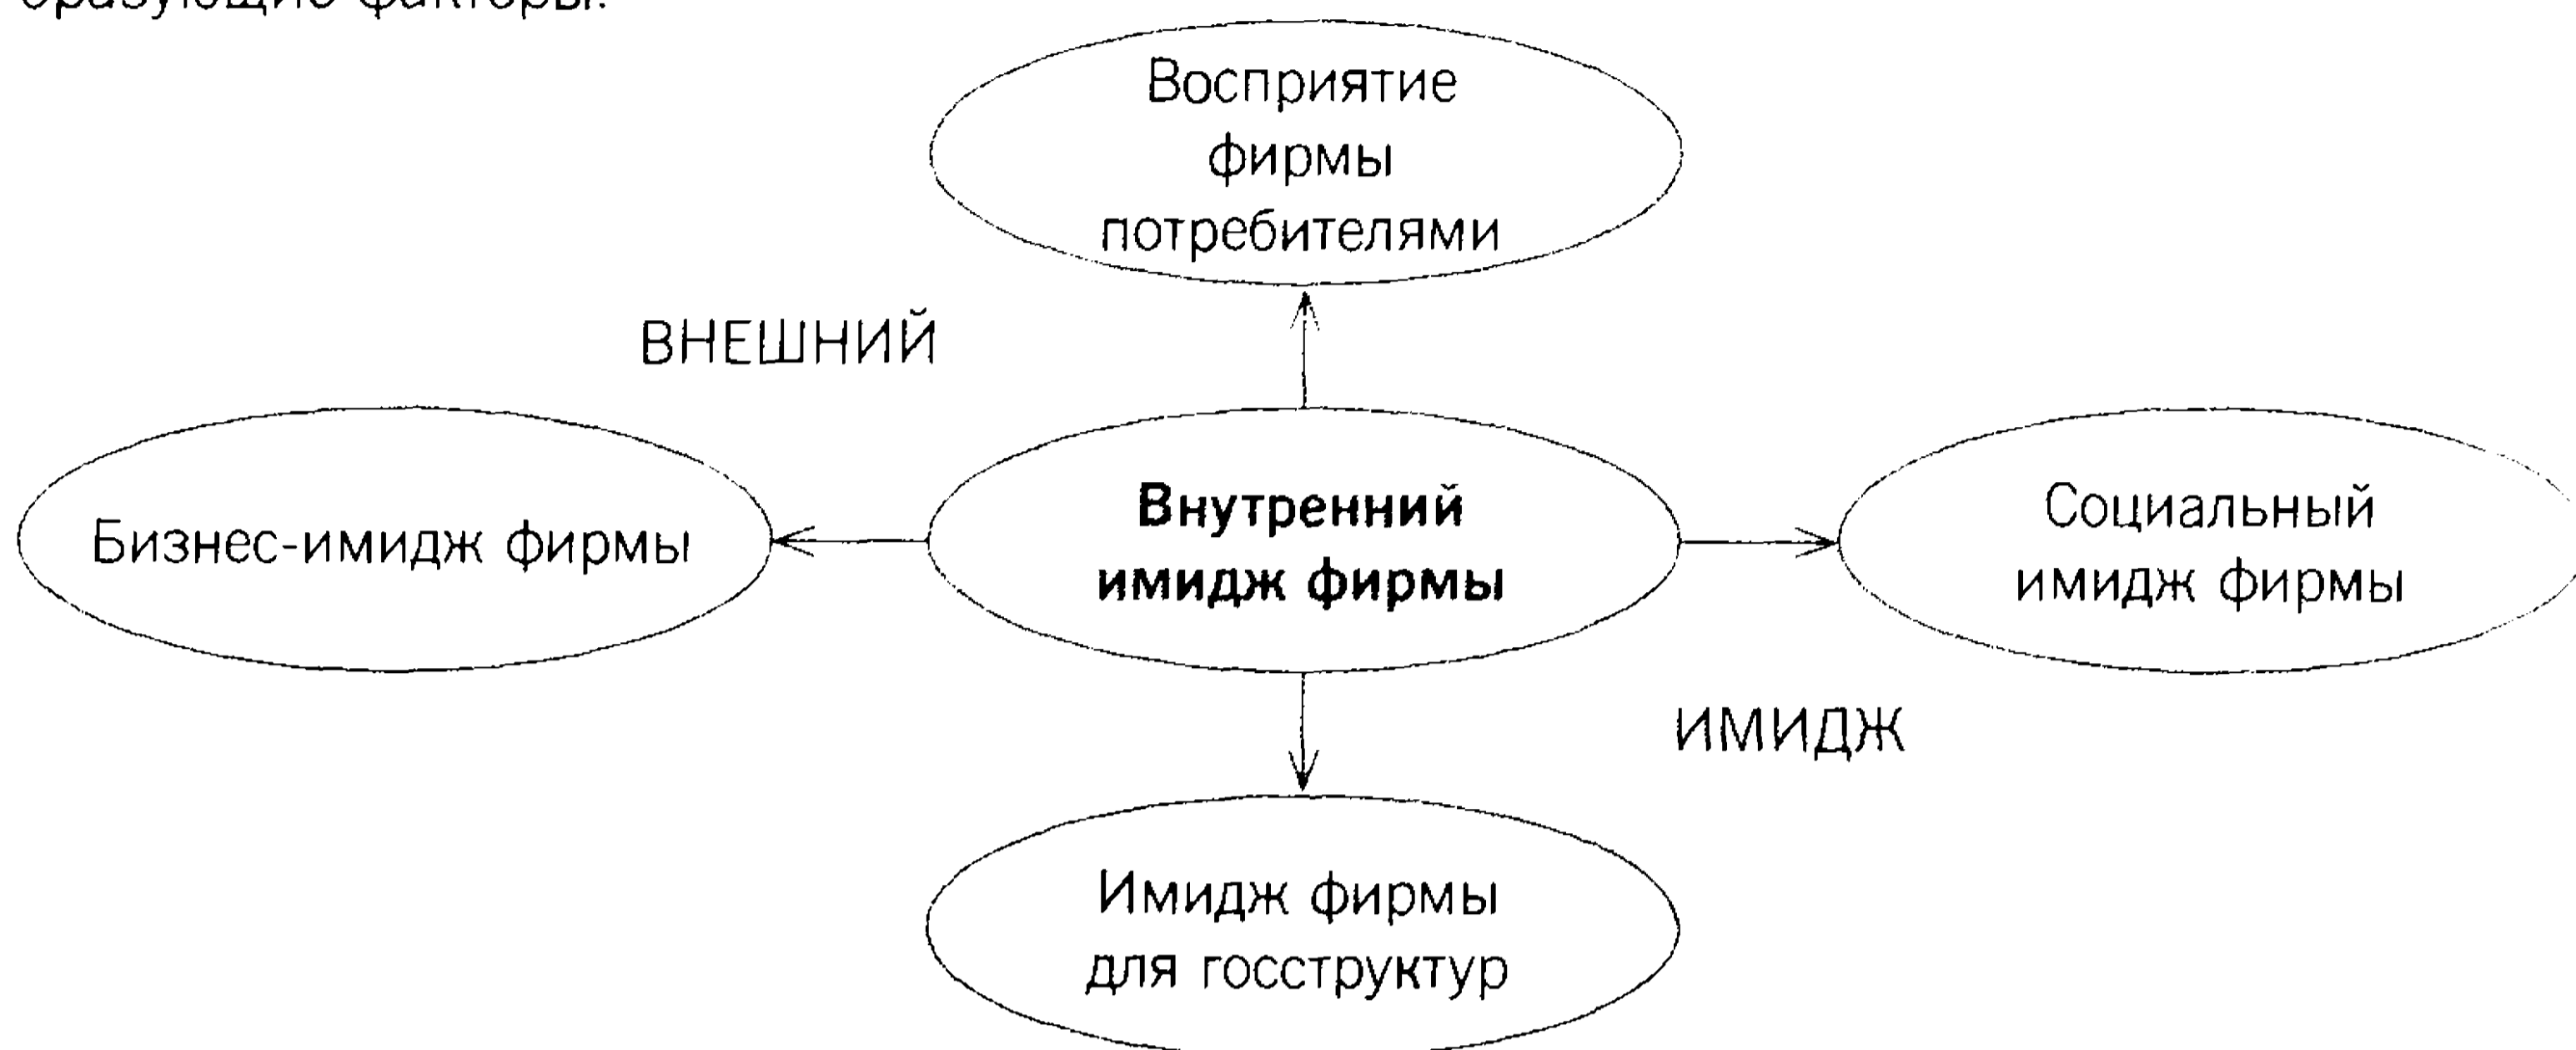 Восприятие
фирмы
потребителями
ВНЕШНИЙ
Бизнес-имидж фирмы
Внутренний
имидж фирмы
Социальный
имидж фирмы
ИМИДЖ
Имидж фирмы
для госструктур